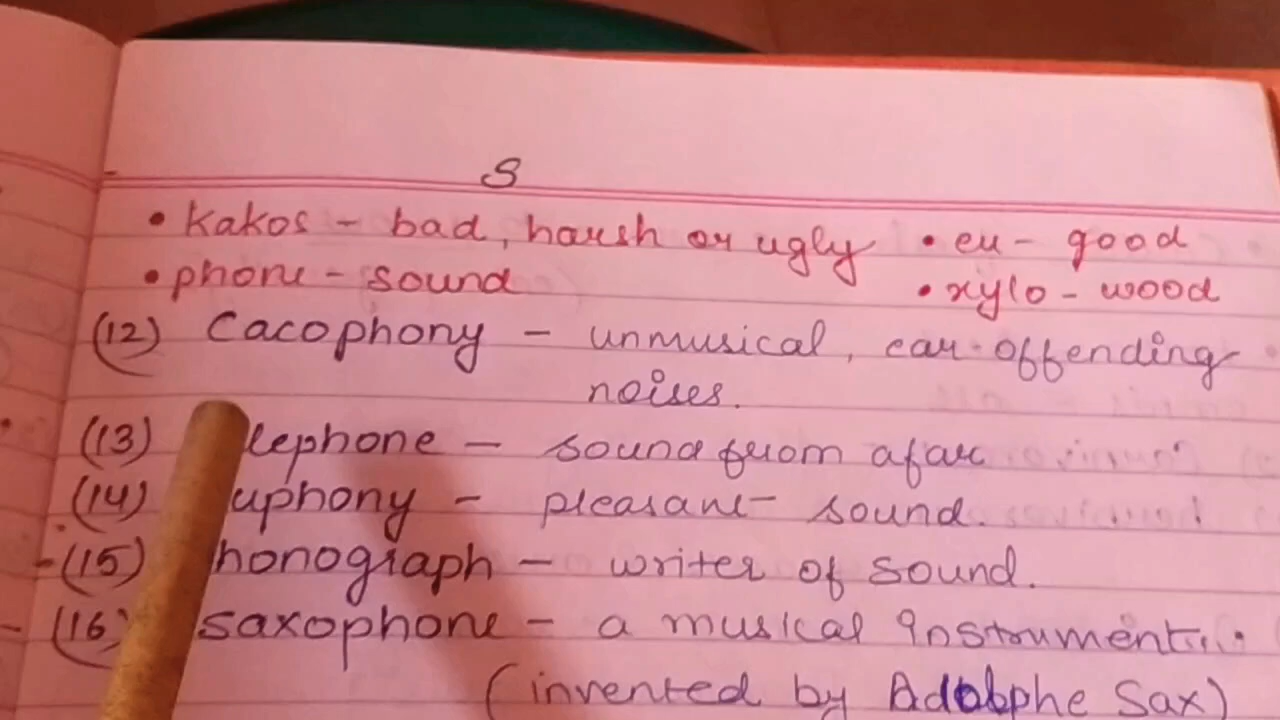 S
• kakos - bad, harsh or ugly • eu - good
• phone - sound • xylo - wood
(12) Cacophony - unmusical, ear-offending
noises.
(13) lephone - sound from afar
(14) uphony - pleasant sound.
(15) honograph - writer of sound.
(16) saxophone - a musical instrument
(invented by Adolphe Sax)